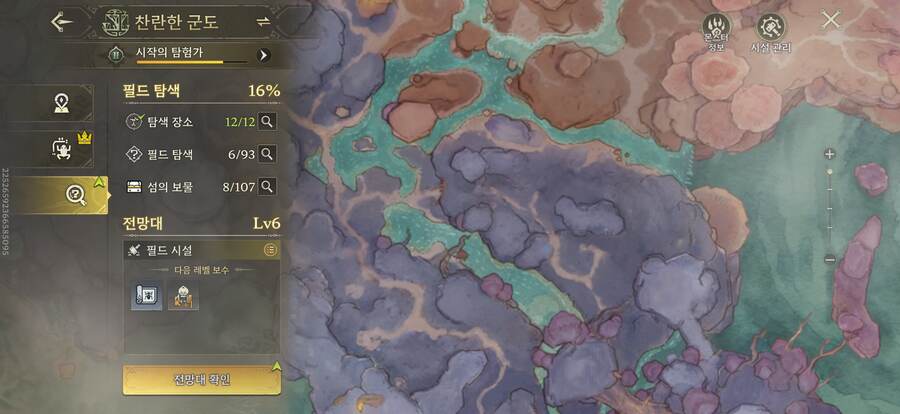 찬란한 군도
시작의 탐험가
필드 탐색 16%
탐색 장소 12/12
필드 탐색 6/93
섬의 보물 8/107
전망대 Lv6
필드 시설
다음 레벨 보수
전망대 확인
몬스터 정보
시설 관리
2252659236658509S